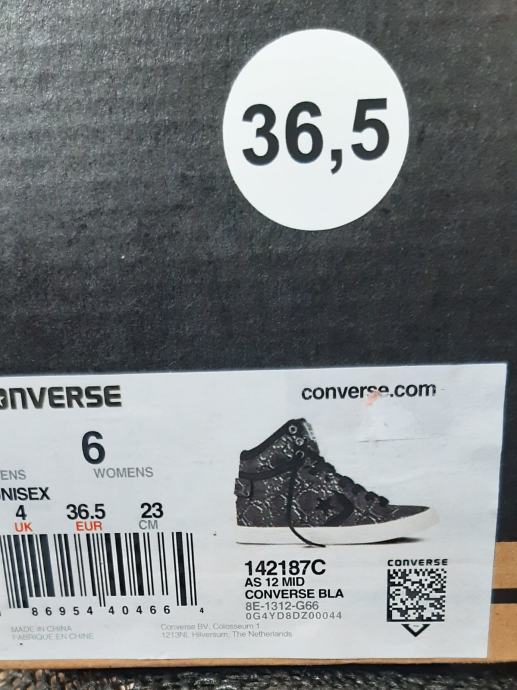 36,5
ONVERSE
converse.com
6
ENS
WOMENS
NISEX
4
36.5
23
UK
EUR
CM
142187C
AS 12 MID
CONVERSE BLA
8E-1312-G66
0G4YD8DZ00044
CONVERSE
86954 40466 4
MADE IN CHINA
FABRIQUE EN CHINE
Converse BV, Colosseum 1
1213NL Hilversum, The Netherlands